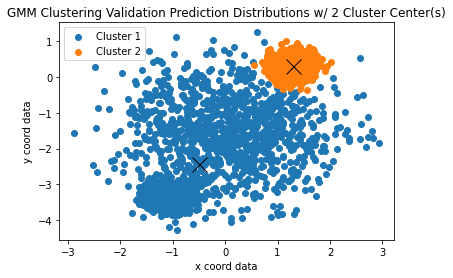 GMM Clustering Validation Prediction Distributions w/ 2 Cluster Center(s)
Cluster 1
Cluster 2
1
0
−1
−2
−3
−4
y coord data
−3 −2 −1 0 1 2 3
x coord data